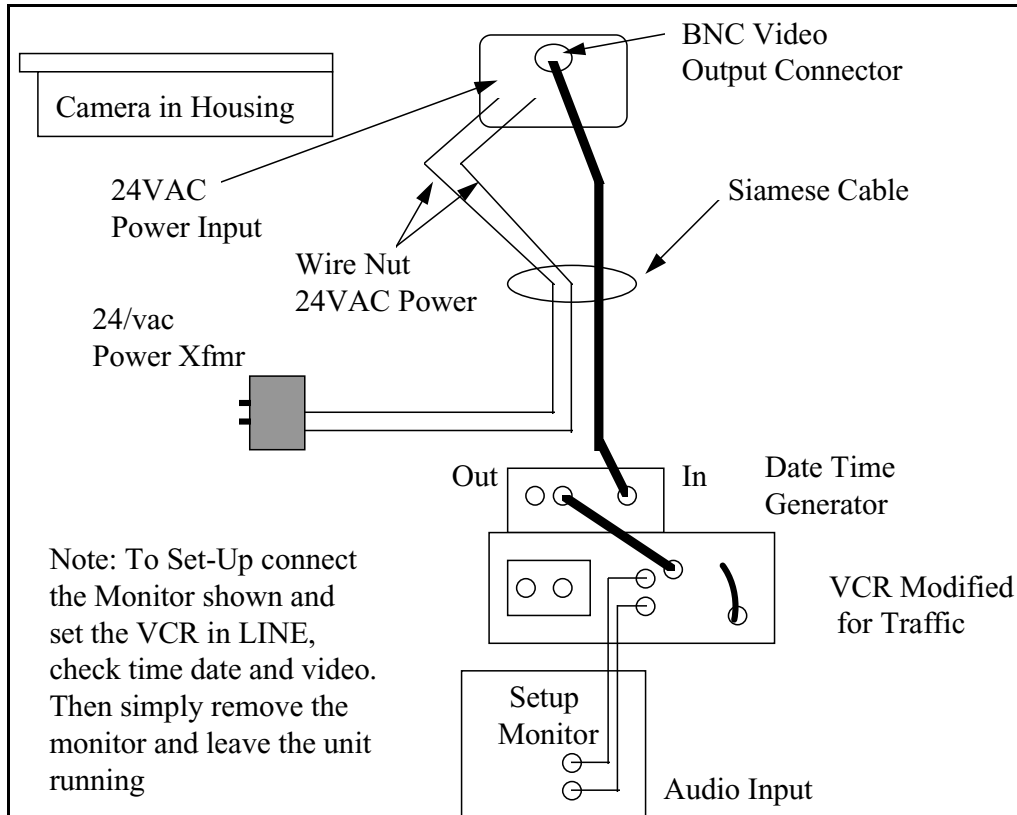 BNC Video
Output Connector
Camera in Housing
24VAC
Power Input
Siamese Cable
Wire Nut
24VAC Power
24/vac
Power Xfmr
Out
In
Date Time
Generator
Note: To Set-Up connect
the Monitor shown and
set the VCR in LINE,
check time date and video.
Then simply remove the
monitor and leave the unit
running
VCR Modified
for Traffic
Setup
Monitor
Audio Input